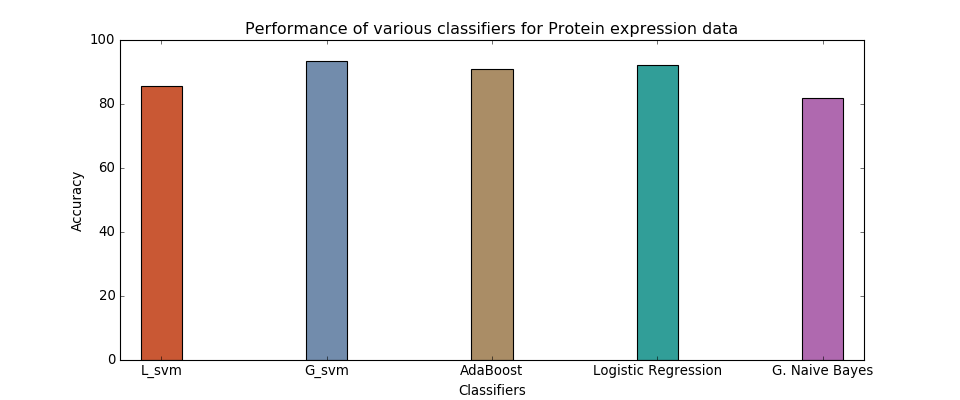 Performance of various classifiers for Protein expression data
100
80
60
40
20
0
Accuracy
L_svm G_svm AdaBoost Logistic Regression G. Naive Bayes
Classifiers